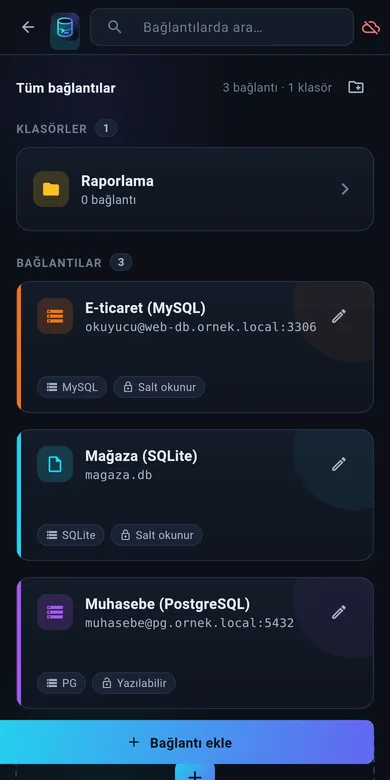 Bağlantılarda ara…
Tüm bağlantılar
3 bağlantı · 1 klasör
KLASÖRLER 1
Raporlama
0 bağlantı
BAĞLANTILAR 3
E-ticaret (MySQL)
okuyucu@web-db.ornek.local:3306
MySQL
Salt okunur
Mağaza (SQLite)
magaza.db
SQLite
Salt okunur
Muhasebe (PostgreSQL)
muhasebe@pg.ornek.local:5432
PG
Yazılabilir
+ Bağlantı ekle